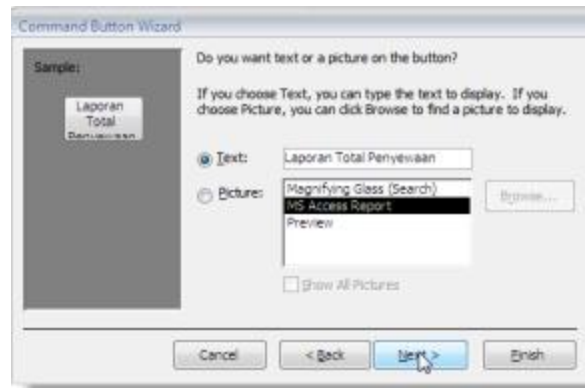 Command Button Wizard
Sample:
Laporan
Total
Penyewaan
Do you want text or a picture on the button?
If you choose Text, you can type the text to display. If you
choose Picture, you can click Browse to find a picture to display.
Text: Laporan Total Penyewaan
Picture: Magnifying Glass (Search)
MS Access Report
Preview
Browse...
Show All Pictures
Cancel
< Back
Next >
Finish